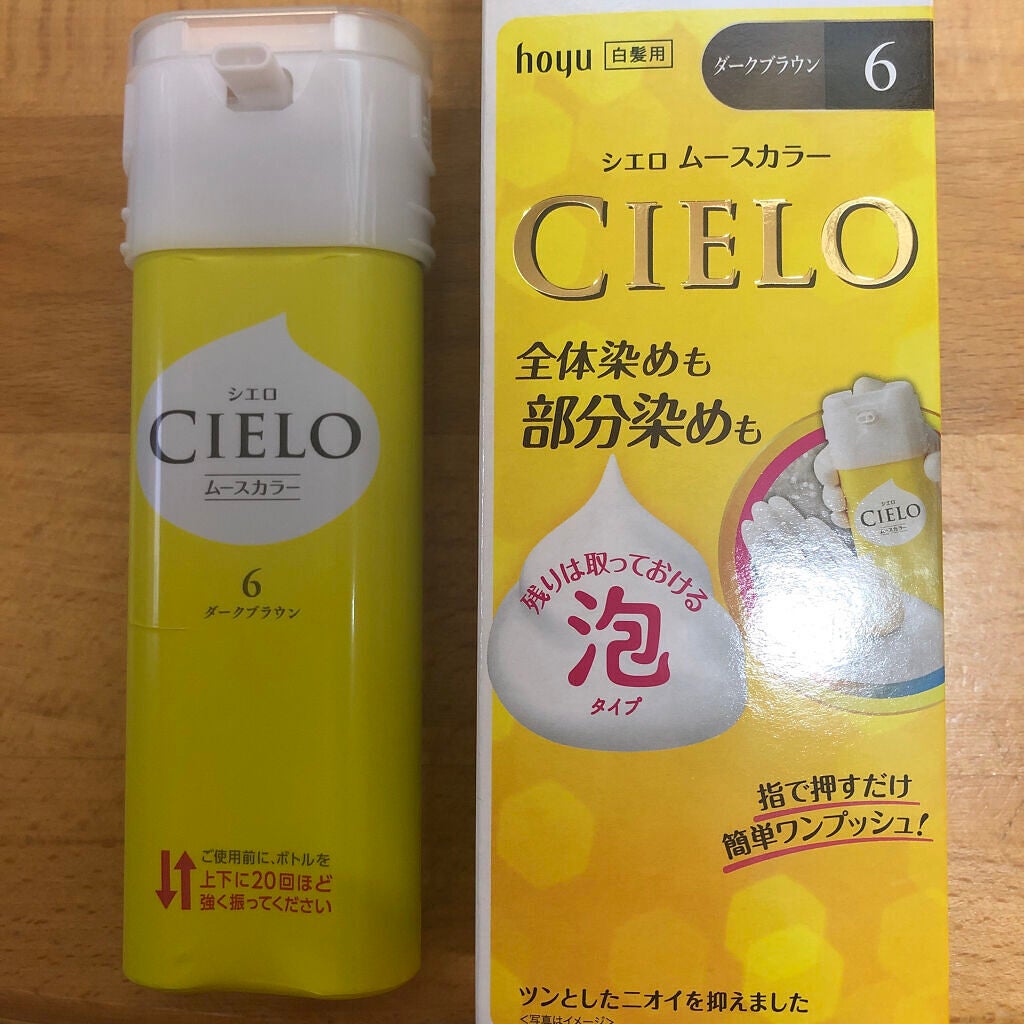 シエロ
CIELO
ムースカラー
6
ダークブラウン
ご使用前に、ボトルを
上下に20回ほど
強く振ってください
hoyu 白髪用
ダークブラウン 6
シエロ ムースカラー
CIELO
全体染めも
部分染めも
シエロ
CIELO
ムースカラー
残りは取っておける
泡
タイプ
指で押すだけ
簡単ワンプッシュ!
ツンとしたニオイを抑えました
<写真はイメージ>